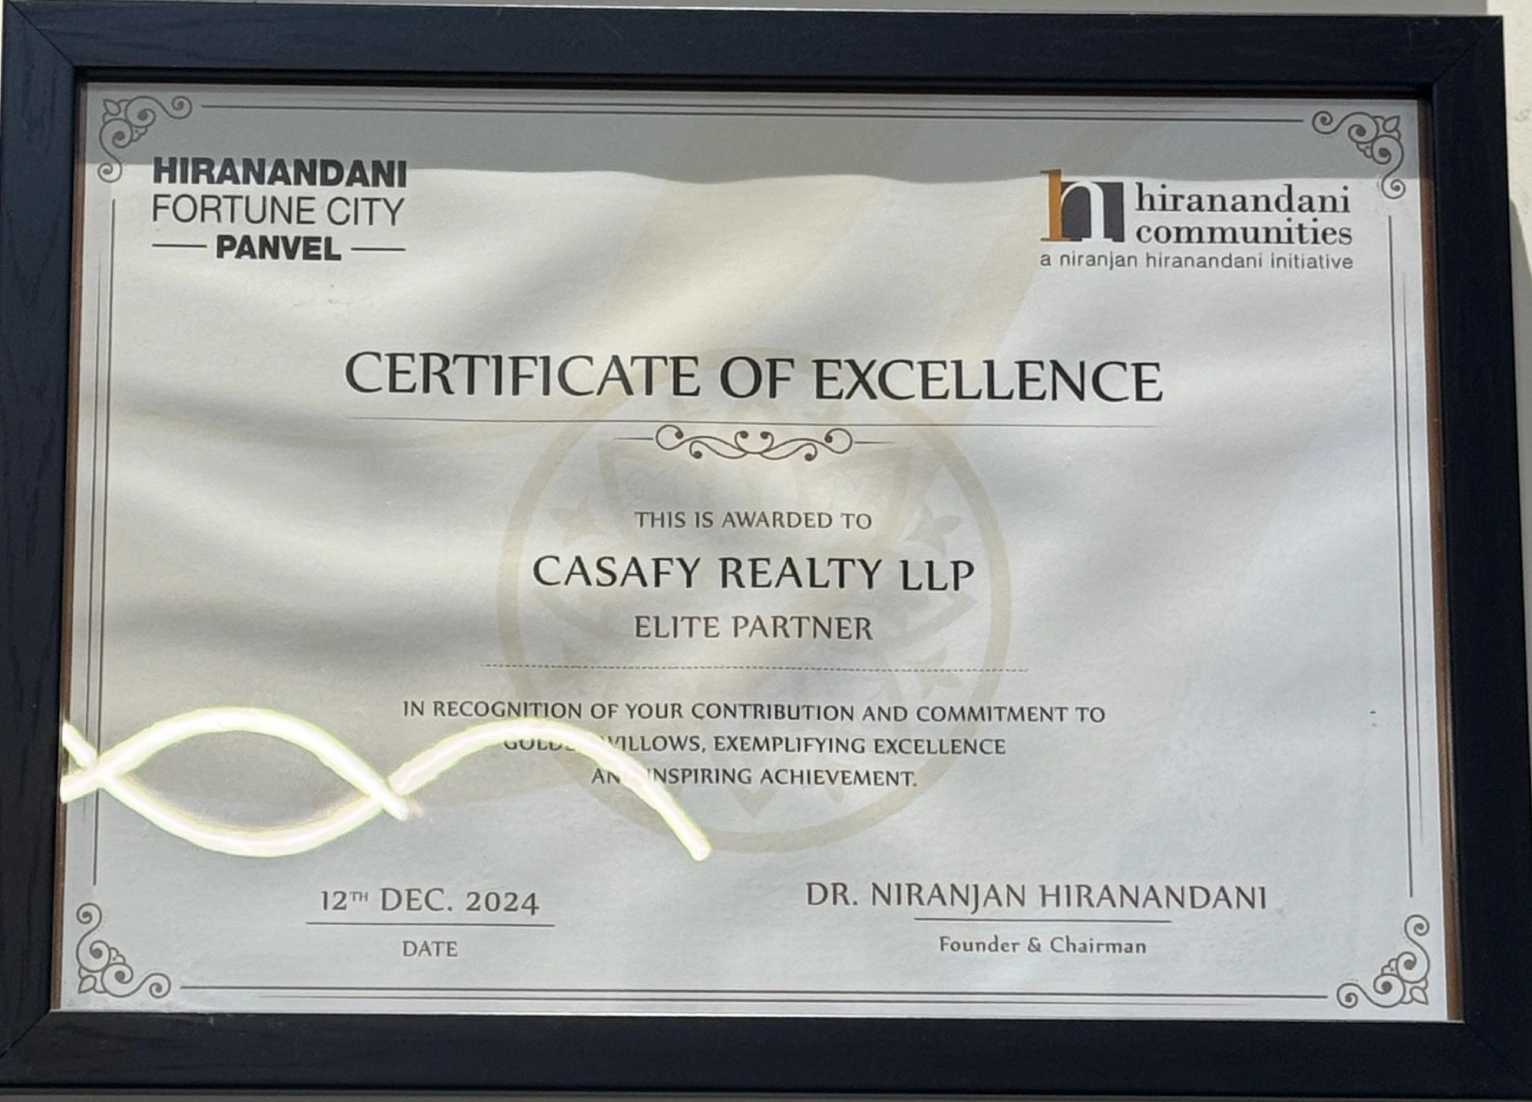 HIRANANDANI
FORTUNE CITY
PANVEL
hiranandani
communities
a niranjan hiranandani initiative
CERTIFICATE OF EXCELLENCE
THIS IS AWARDED TO
CASAFY REALTY LLP
ELITE PARTNER
IN RECOGNITION OF YOUR CONTRIBUTION AND COMMITMENT TO
WILLOWS, EXEMPLIFYING EXCELLENCE
INSPIRING ACHIEVEMENT.
12TH DEC. 2024
DATE
DR. NIRANJAN HIRANANDANI
Founder & Chairman